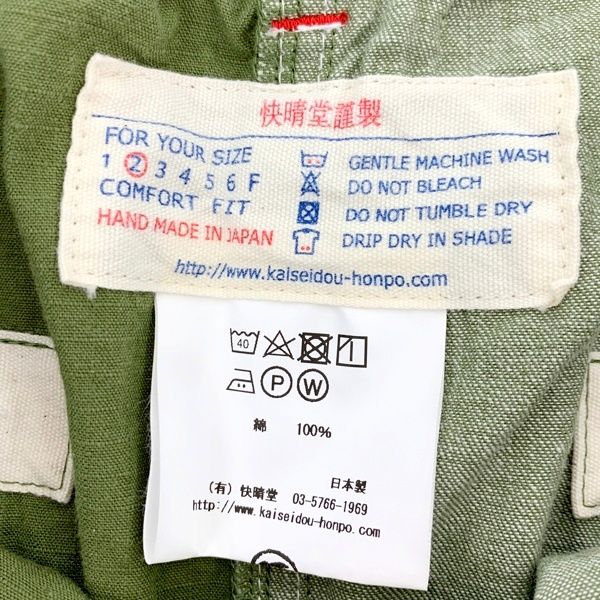 快晴堂謹製
FOR YOUR SIZE
1 2 3 4 5 6 F
COMFORT FIT
HAND MADE IN JAPAN
GENTLE MACHINE WASH
DO NOT BLEACH
DO NOT TUMBLE DRY
DRIP DRY IN SHADE
http://www.kaiseidou-honpo.com
40
P W
綿 100%
日本製
(有) 快晴堂 03-5766-1969
http://www.kaiseidou-honpo.com